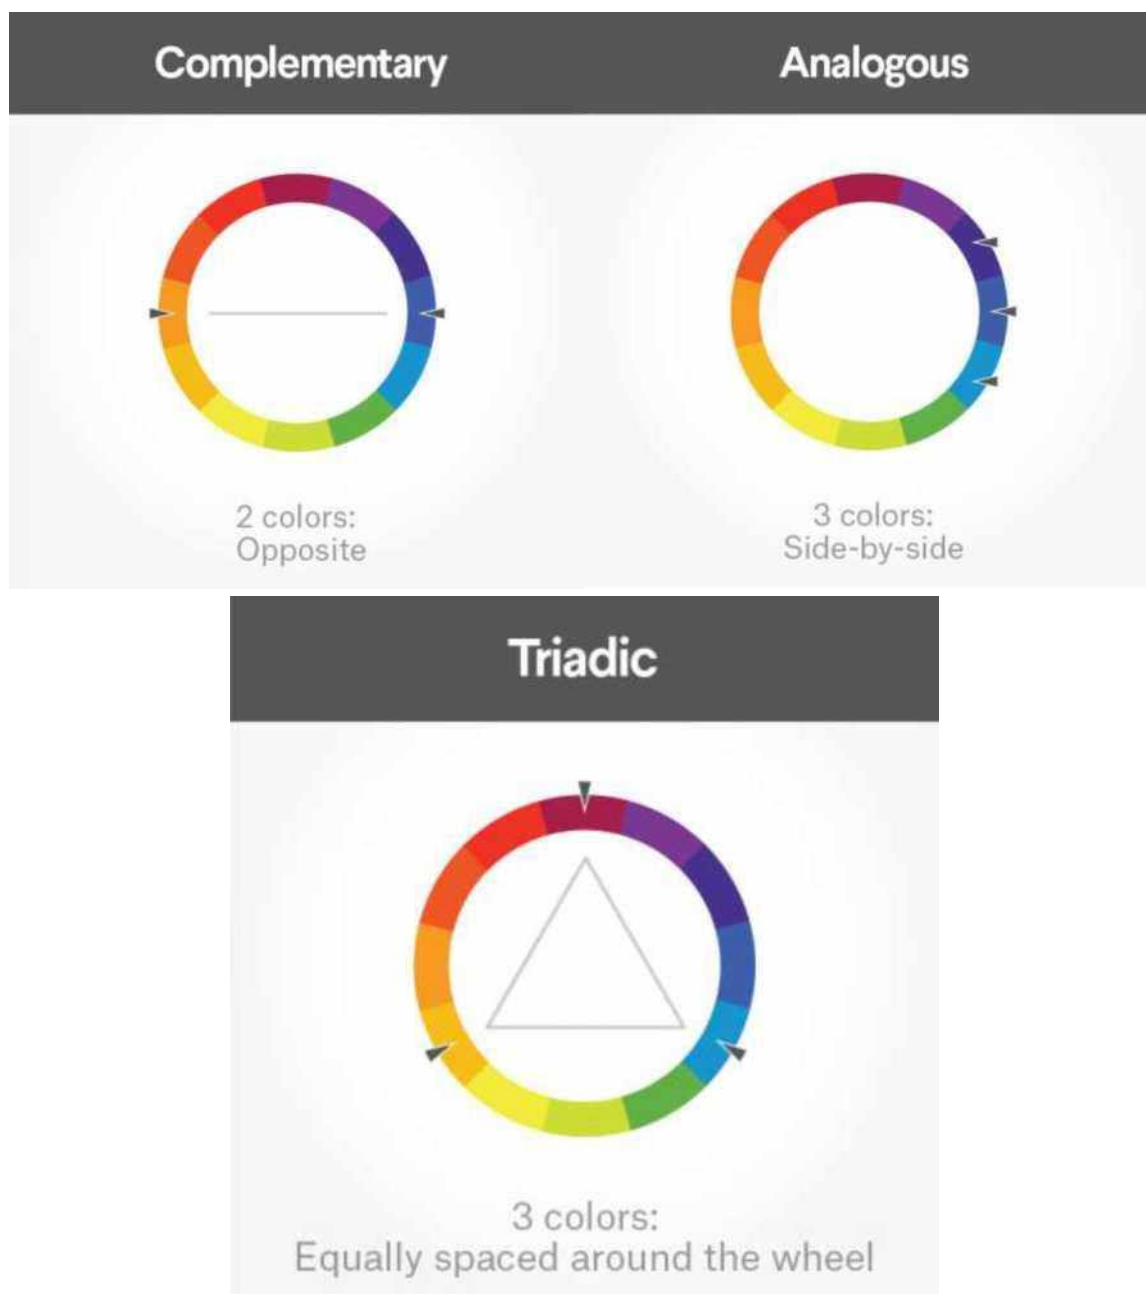 Complementary
Analogous
2 colors:
Opposite
3 colors:
Side-by-side
Triadic
3 colors:
Equally spaced around the wheel